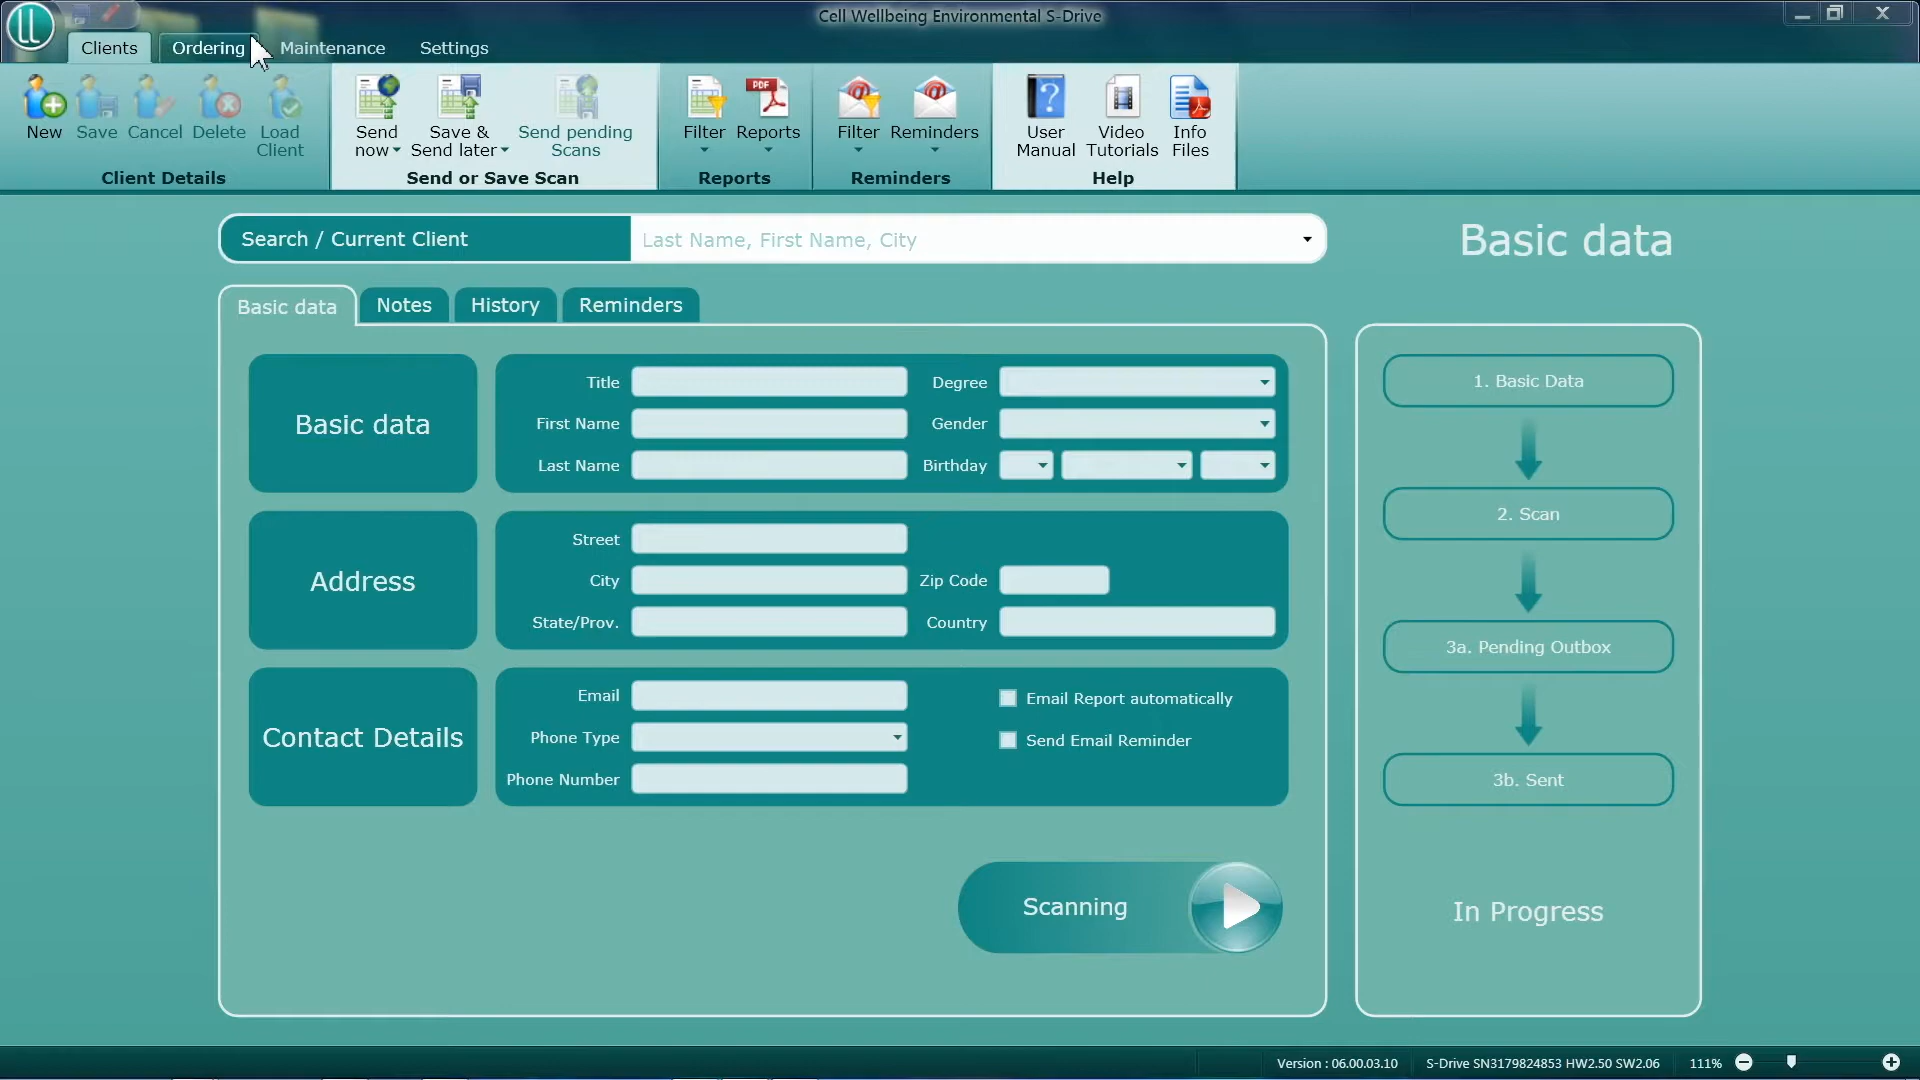 Cell Wellbeing Environmental S-Drive
Clients Ordering Maintenance Settings
New Save Cancel Delete Load Client
Client Details
Send now Save & Send later Send pending Scans
Send or Save Scan
Filter Reports
Reports
Filter Reminders
Reminders
User Manual Video Tutorials Info Files
Help
Search / Current Client Last Name, First Name, City
Basic data
Basic data Notes History Reminders
Basic data
Title Degree
First Name Gender
Last Name Birthday
Address
Street
City Zip Code
State/Prov. Country
Contact Details
Email Email Report automatically
Phone Type Send Email Reminder
Phone Number
Scanning
1. Basic Data
2. Scan
3a. Pending Outbox
3b. Sent
In Progress
Version : 06.00.03.10 S-Drive SN3179824853 HW2.50 SW2.06 111%